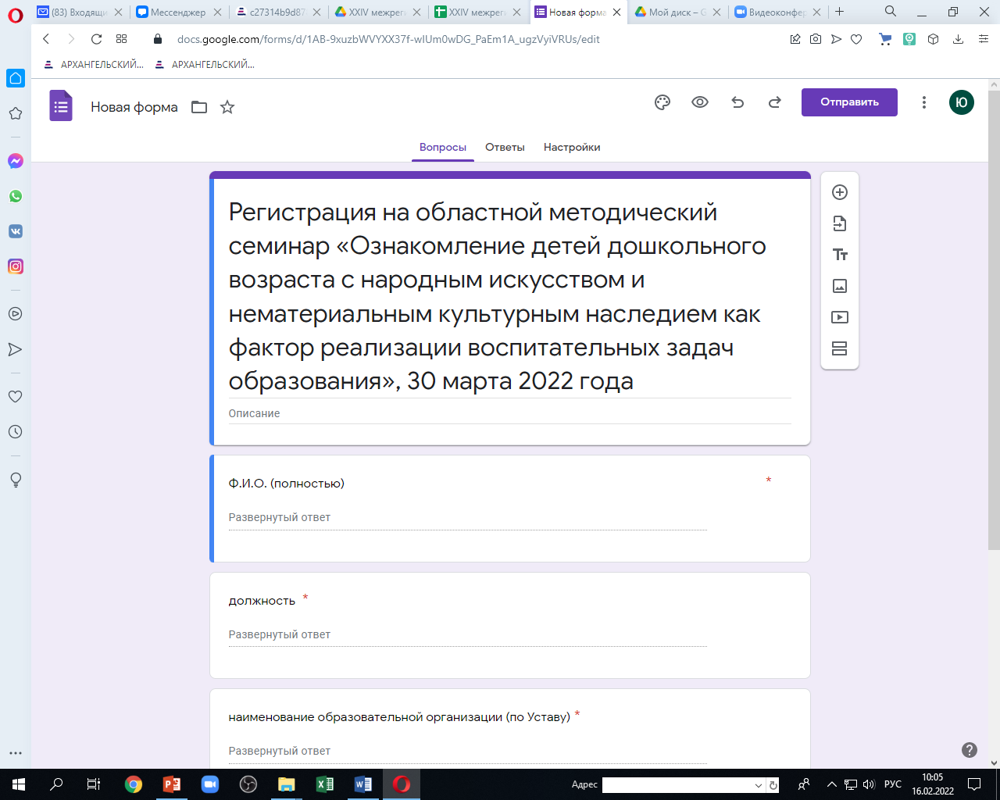 (83) Входящи
Мессенджер
c27314b9d87
XXIV межрег
XXIV межрег
Новая форма
Мой диск – G
Видеоконфер
docs.google.com/forms/d/1AB-9xuzbWVYXX37f-wIUm0wDG_PaEm1A_ugzVyiVRUs/edit
АРХАНГЕЛЬСКИЙ...
АРХАНГЕЛЬСКИЙ...
Новая форма
Отправить
Ю
Вопросы
Ответы
Настройки
Регистрация на областной методический
семинар «Ознакомление детей дошкольного
возраста с народным искусством и
нематериальным культурным наследием как
фактор реализации воспитательных задач
образования», 30 марта 2022 года
Описание
Ф.И.О. (полностью) *
Развернутый ответ
должность *
Развернутый ответ
наименование образовательной организации (по Уставу) *
Развернутый ответ
Адрес
РУС
10:05
16.02.2022